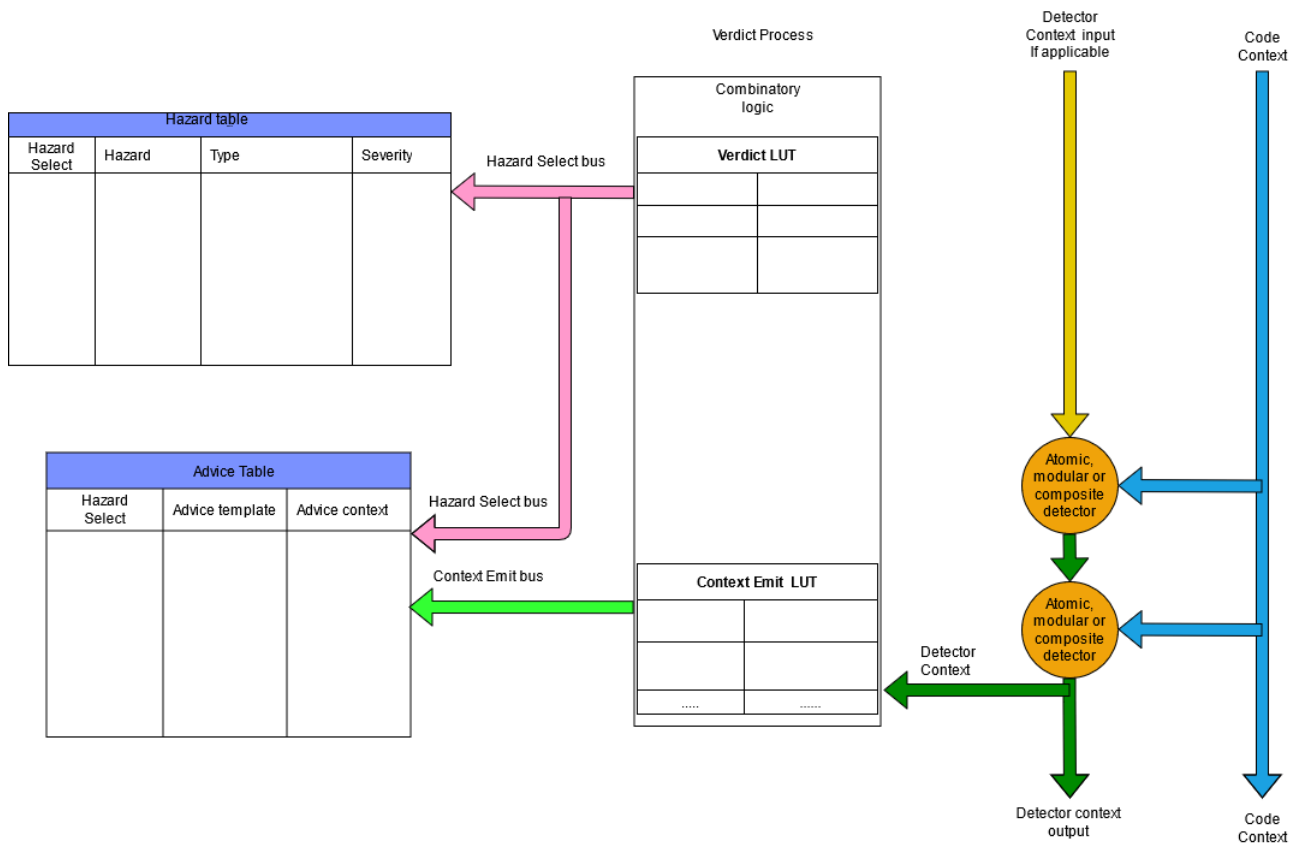 Verdict Process
Detector
Context input
If applicable
Code
Context
Combinatory
logic
Hazard table
Hazard
Select
Hazard
Type
Severity
Hazard Select bus
Verdict LUT
Advice Table
Hazard
Select
Advice template
Advice context
Hazard Select bus
Context Emit bus
Context Emit LUT
.....
......
Atomic,
modular or
composite
detector
Atomic,
modular or
composite
detector
Detector
Context
Detector context
output
Code
Context